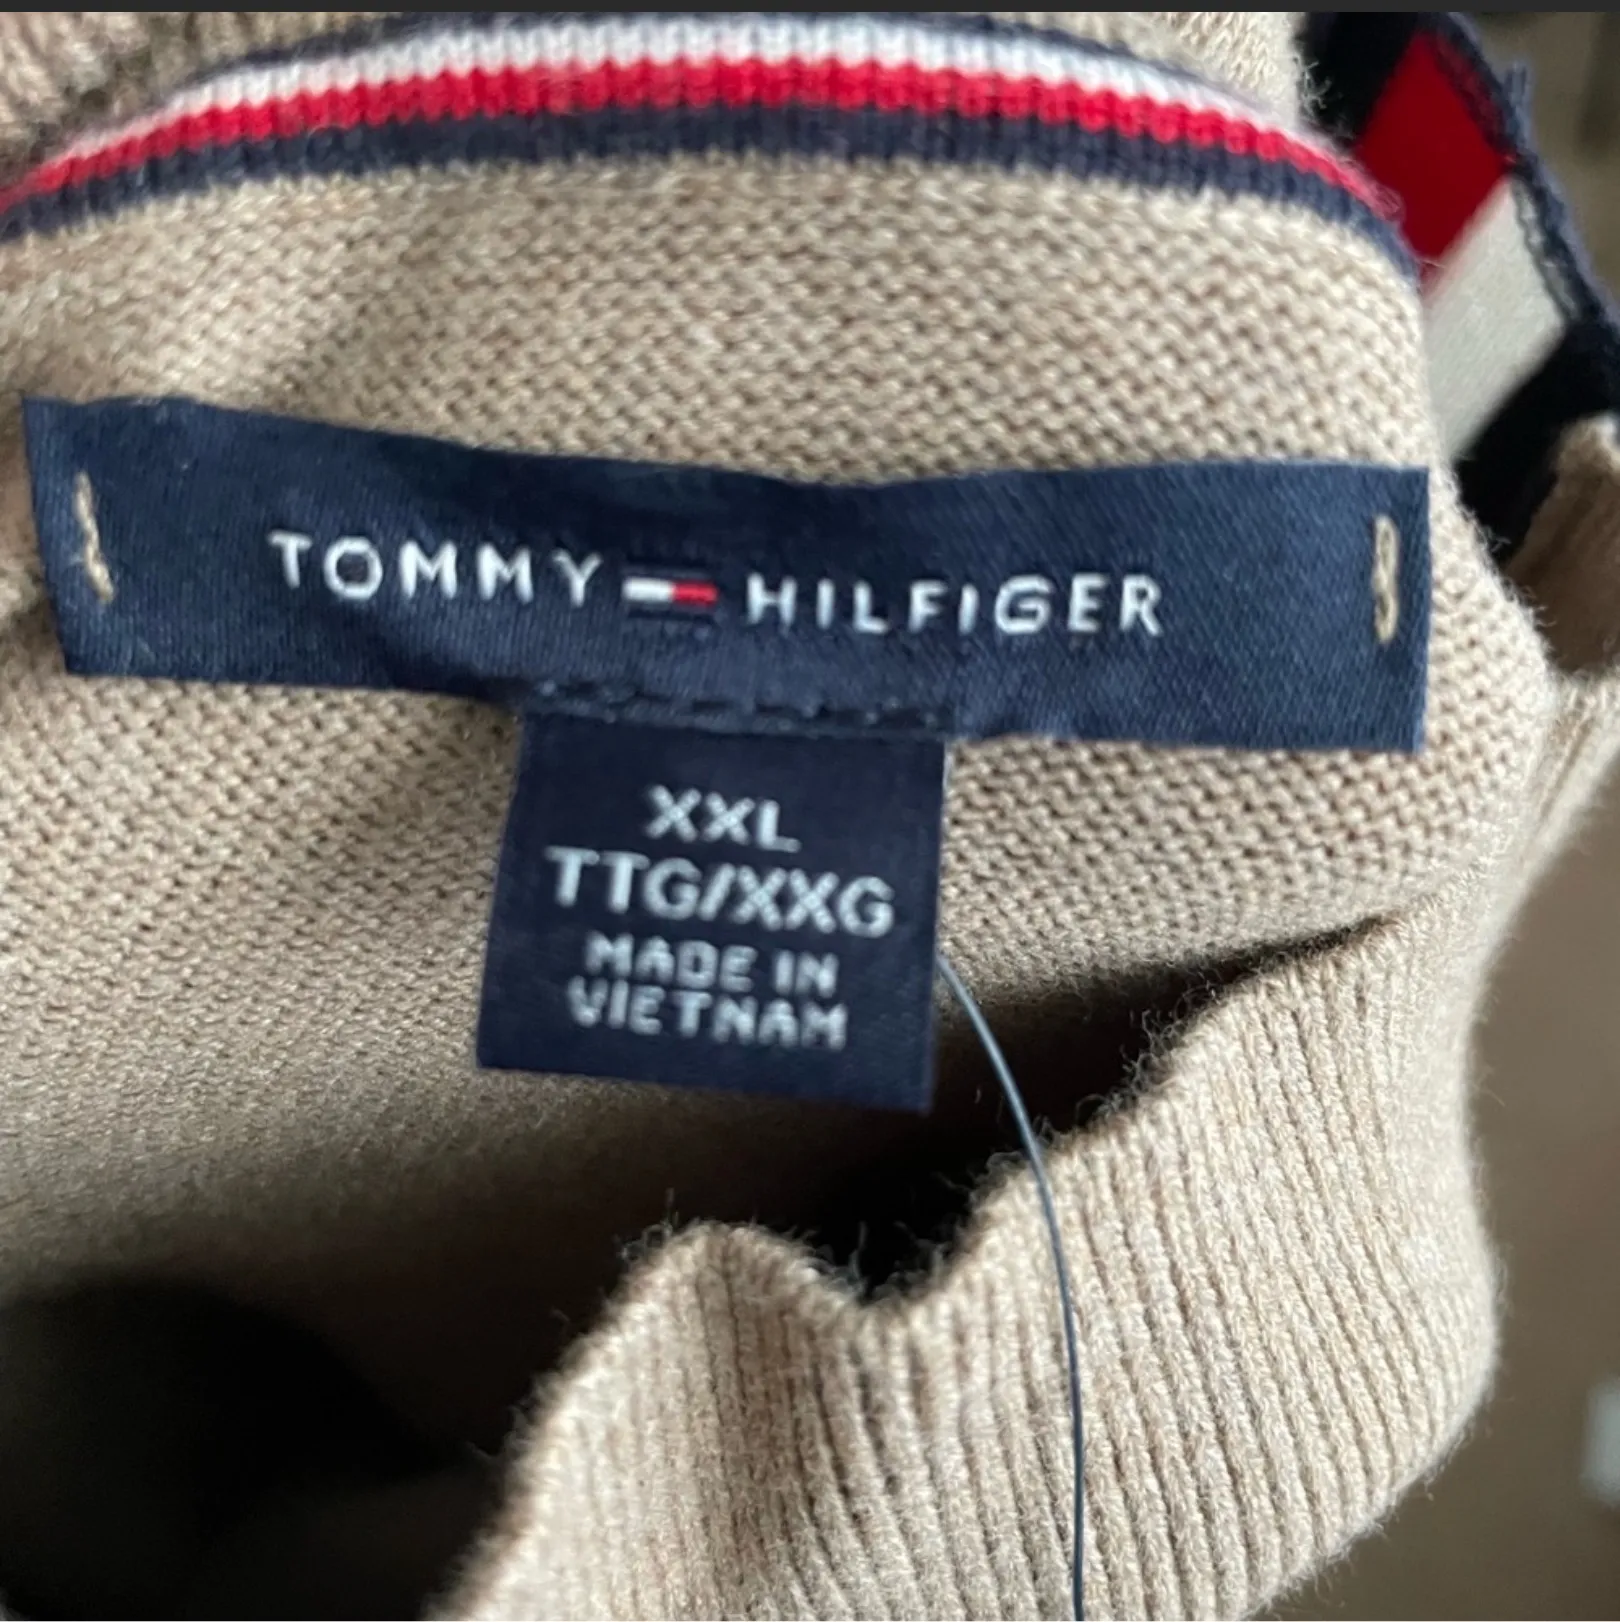 TOMMY HILFIGER
XXL
TTG/XXG
MADE IN
VIETNAM